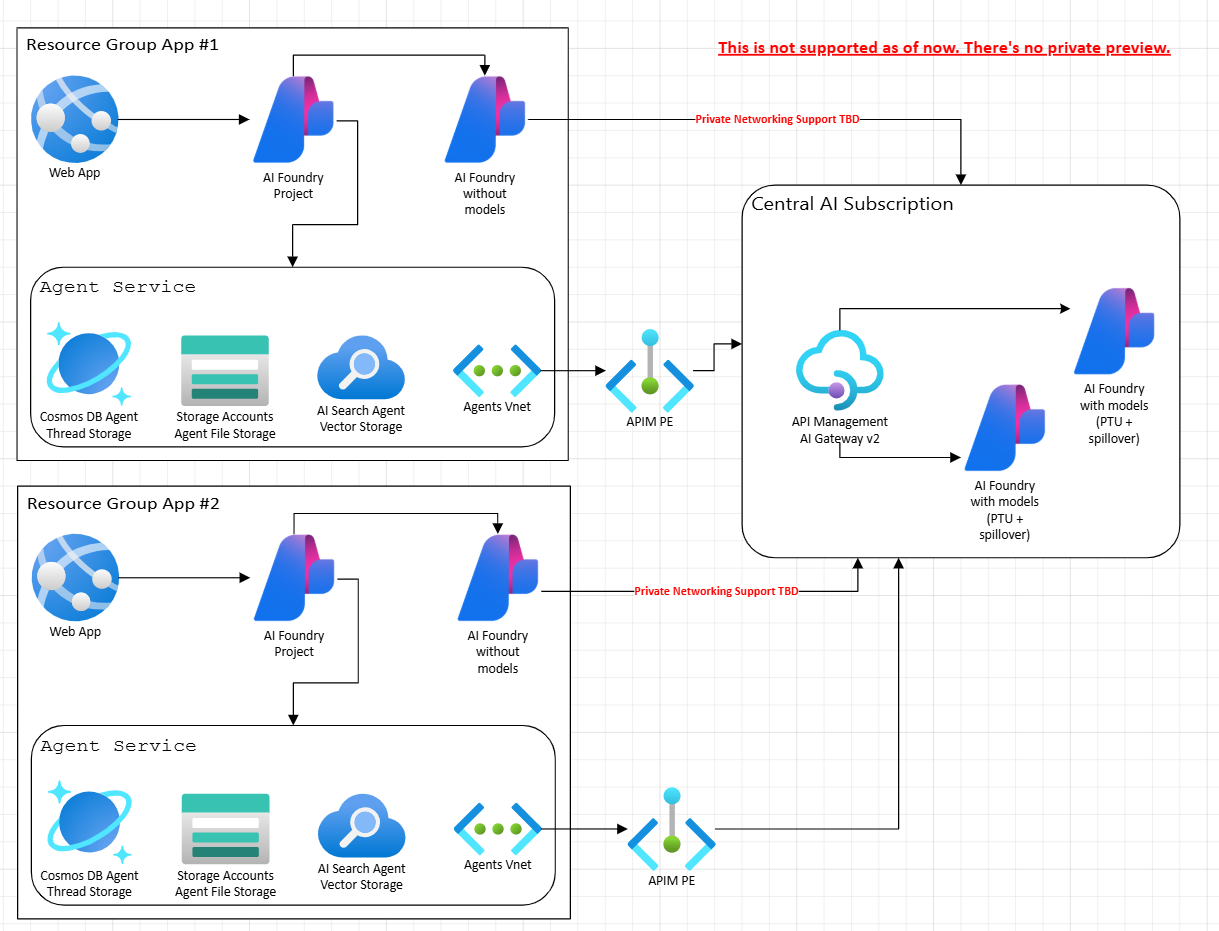 Resource Group App #1
This is not supported as of now. There's no private preview.
Web App
AI Foundry
Project
AI Foundry
without
models
Private Networking Support TBD
Agent Service
Cosmos DB Agent
Thread Storage
Storage Accounts
Agent File Storage
AI Search Agent
Vector Storage
Agents Vnet
APIM PE
Central AI Subscription
API Management
AI Gateway v2
AI Foundry
with models
(PTU +
spillover)
AI Foundry
with models
(PTU +
spillover)
Resource Group App #2
Web App
AI Foundry
Project
AI Foundry
without
models
Private Networking Support TBD
Agent Service
Cosmos DB Agent
Thread Storage
Storage Accounts
Agent File Storage
AI Search Agent
Vector Storage
Agents Vnet
APIM PE